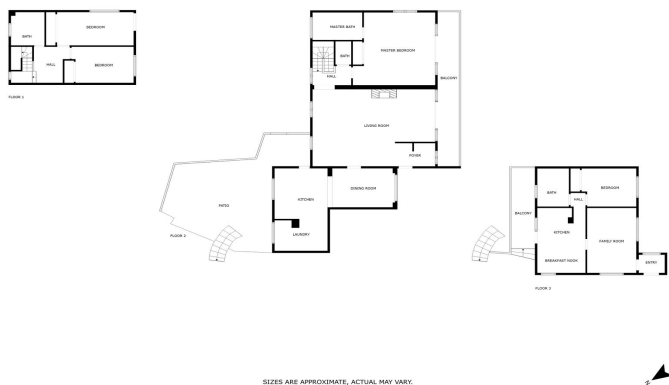 BEDROOM
BATH
HALL
BEDROOM
FLOOR 1
MASTER BATH
BATH
MASTER BEDROOM
HALL
BALCONY
LIVING ROOM
FOYER
DINING ROOM
KITCHEN
PATIO
LAUNDRY
FLOOR 2
BATH
BEDROOM
HALL
BALCONY
KITCHEN
FAMILY ROOM
BREAKFAST NOOK
ENTRY
FLOOR 3
SIZES ARE APPROXIMATE, ACTUAL MAY VARY.
N